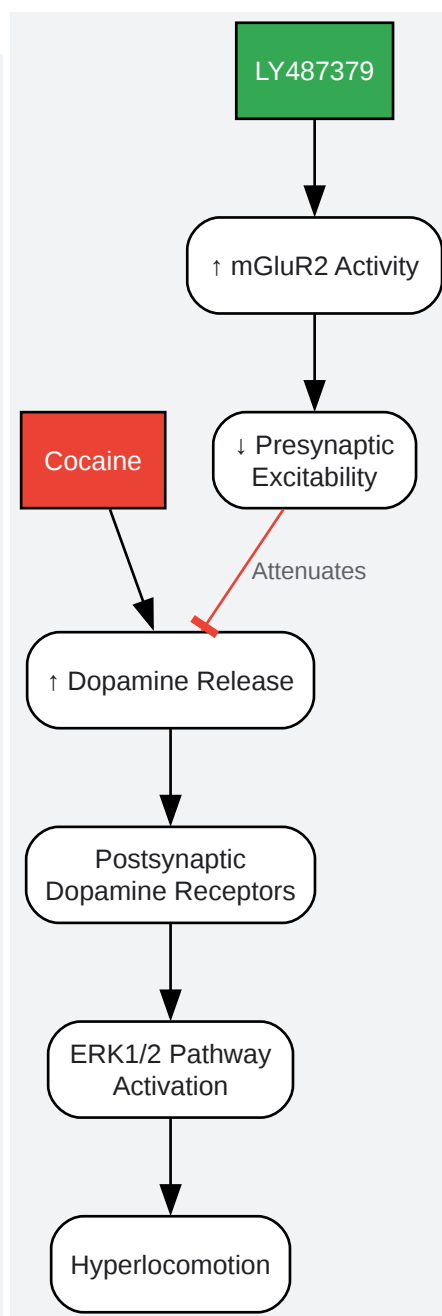 LY487379
↑ mGluR2 Activity
↓ Presynaptic
Excitability
Cocaine
Attenuates
↑ Dopamine Release
Postsynaptic
Dopamine Receptors
ERK1/2 Pathway
Activation
Hyperlocomotion